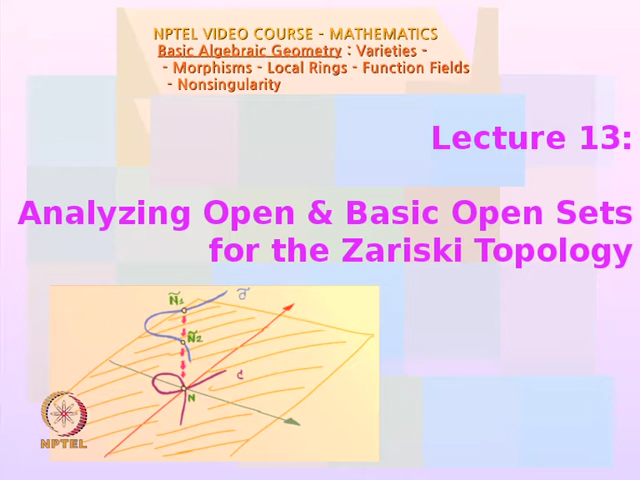 NPTEL VIDEO COURSE - MATHEMATICS
Basic Algebraic Geometry : Varieties -
- Morphisms - Local Rings - Function Fields
- Nonsingularity
Lecture 13:
Analyzing Open & Basic Open Sets
for the Zariski Topology
Ñ1
c̃
Ñ2
c
N
NPTEL